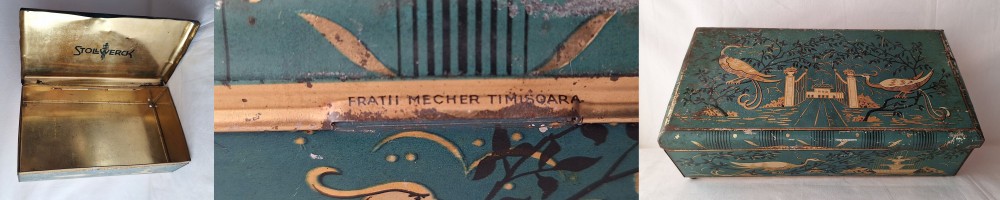 STOLLWERCK
FRATII MECHER TIMISOARA.